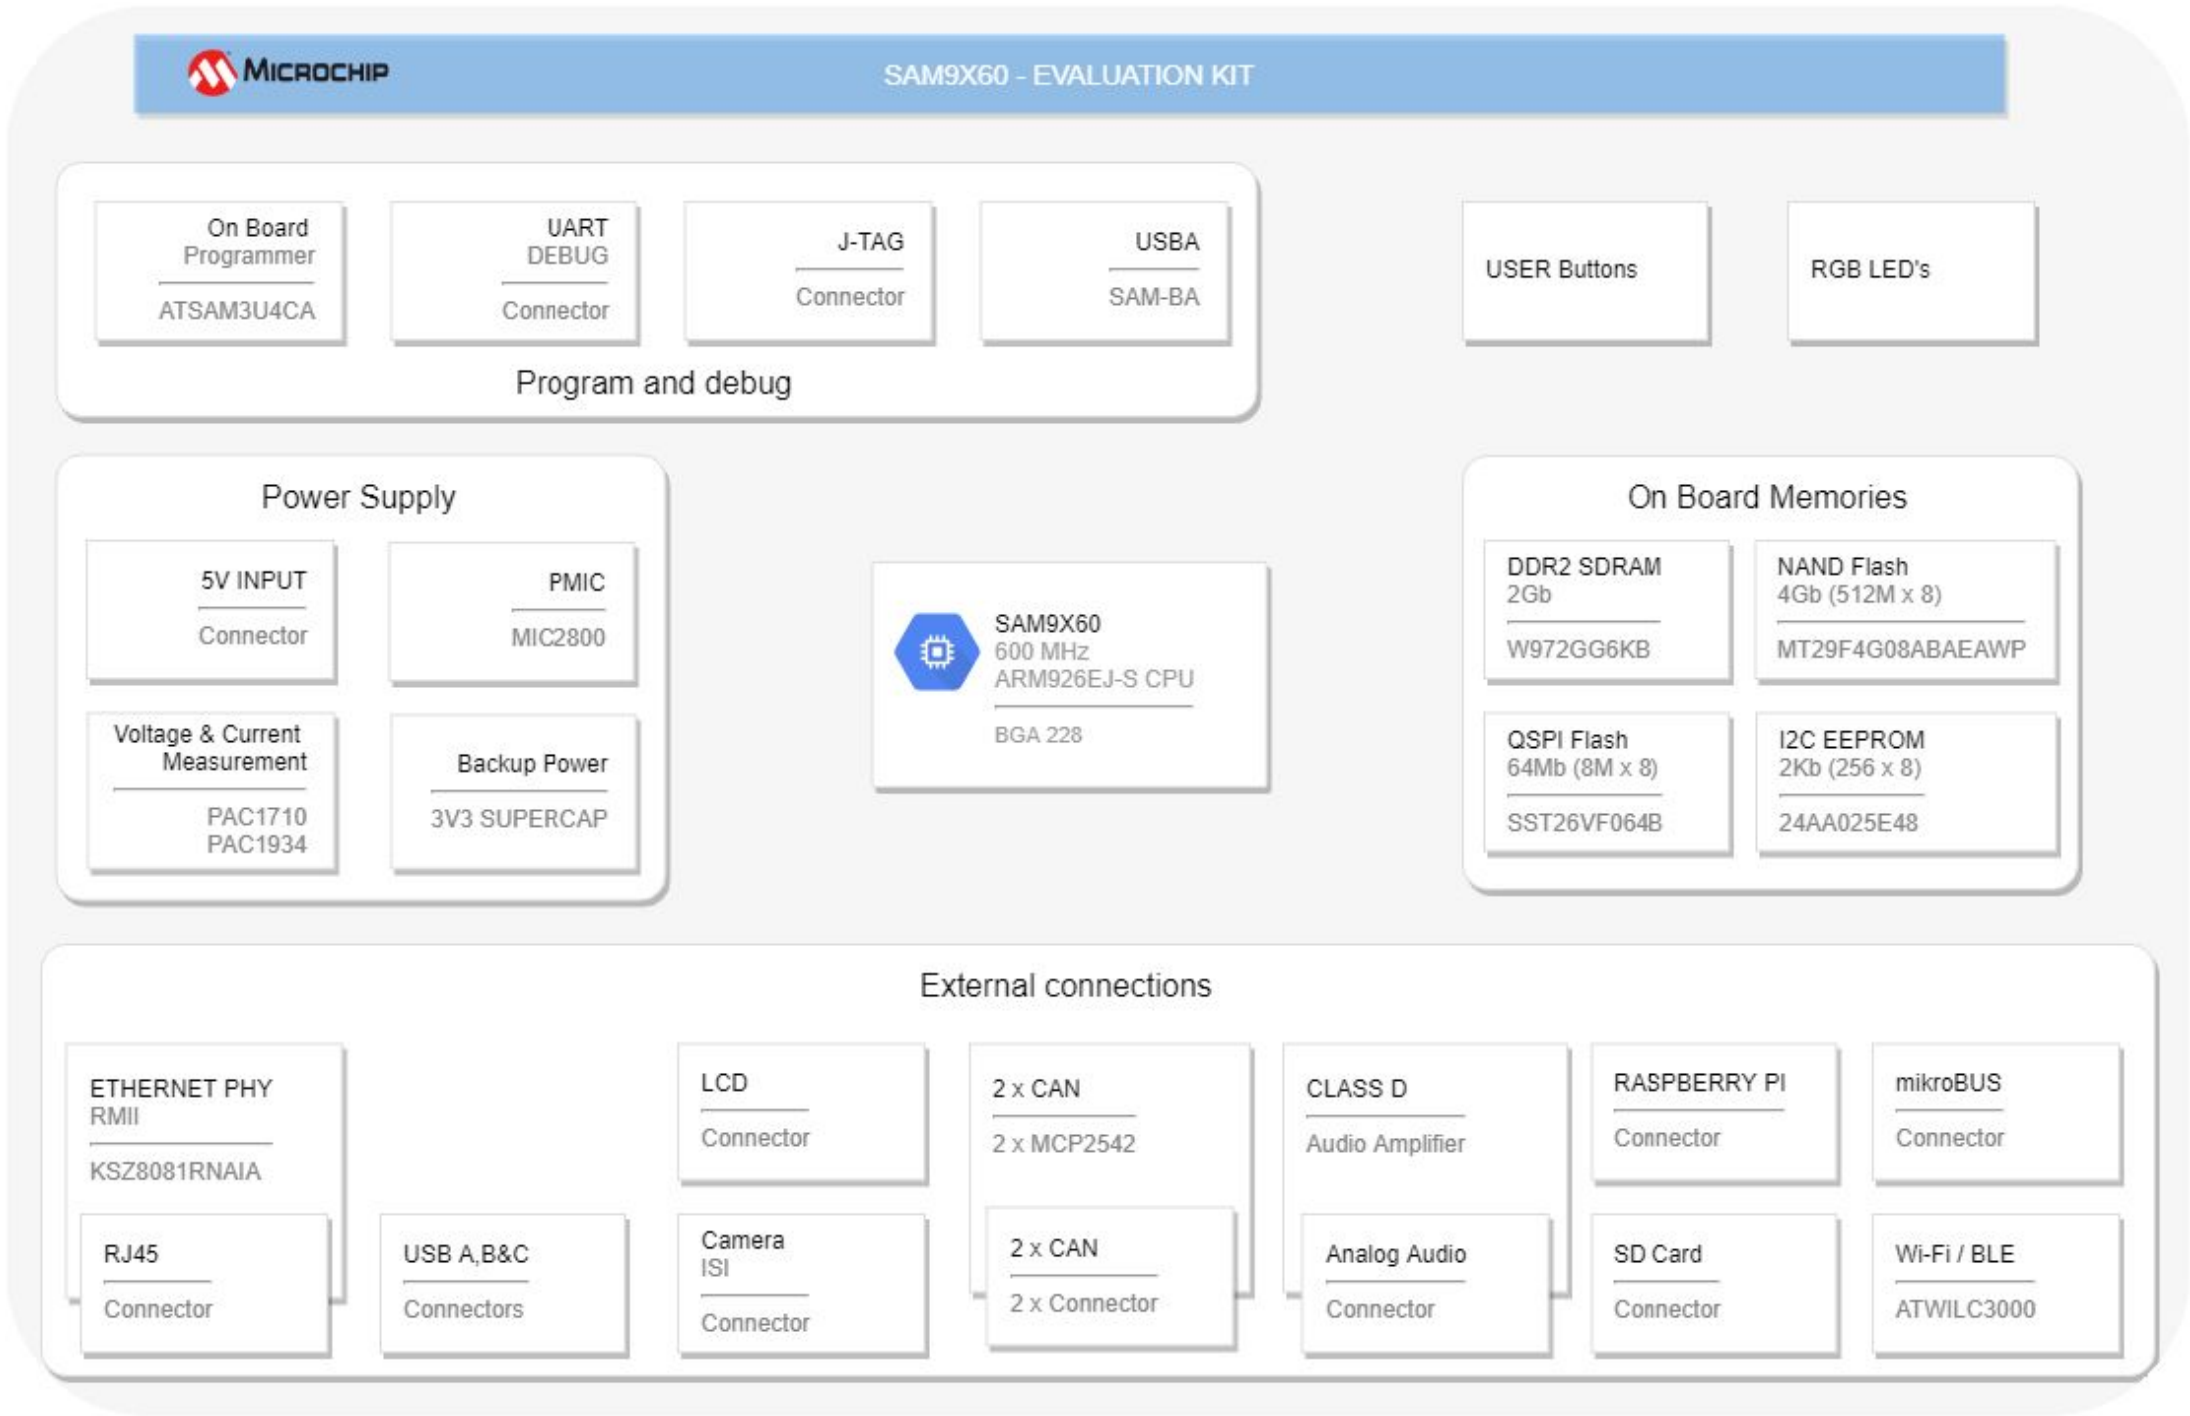 MICROCHIP
SAM9X60 - EVALUATION KIT
On Board
Programmer
ATSAM3U4CA
UART
DEBUG
Connector
J-TAG
Connector
USBA
SAM-BA
Program and debug
USER Buttons
RGB LED's
Power Supply
5V INPUT
Connector
PMIC
MIC2800
Voltage & Current
Measurement
PAC1710
PAC1934
Backup Power
3V3 SUPERCAP
SAM9X60
600 MHz
ARM926EJ-S CPU
BGA 228
On Board Memories
DDR2 SDRAM
2Gb
W972GG6KB
NAND Flash
4Gb (512M x 8)
MT29F4G08ABAEAWP
QSPI Flash
64Mb (8M x 8)
SST26VF064B
I2C EEPROM
2Kb (256 x 8)
24AA025E48
External connections
ETHERNET PHY
RMII
KSZ8081RNAIA
RJ45
Connector
USB A,B&C
Connectors
LCD
Connector
Camera
ISI
Connector
2 x CAN
2 x MCP2542
2 x CAN
2 x Connector
CLASS D
Audio Amplifier
Analog Audio
Connector
RASPBERRY PI
Connector
SD Card
Connector
mikroBUS
Connector
Wi-Fi / BLE
ATWILC3000